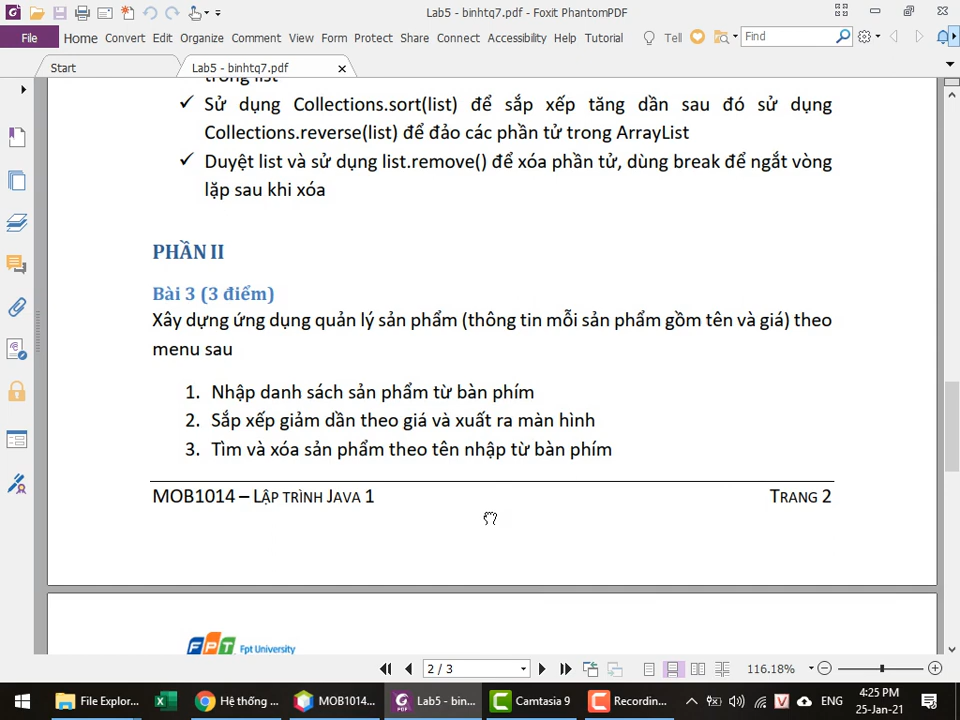 Lab5 - binhtq7.pdf - Foxit PhantomPDF
File Home Convert Edit Organize Comment View Form Protect Share Connect Accessibility Help Tutorial Tell Find
Start Lab5 - binhtq7.pdf
trong list
Sử dụng Collections.sort(list) để sắp xếp tăng dần sau đó sử dụng
Collections.reverse(list) để đảo các phần tử trong ArrayList
Duyệt list và sử dụng list.remove() để xóa phần tử, dùng break để ngắt vòng
lặp sau khi xóa
PHẦN II
Bài 3 (3 điểm)
Xây dựng ứng dụng quản lý sản phẩm (thông tin mỗi sản phẩm gồm tên và giá) theo
menu sau
1. Nhập danh sách sản phẩm từ bàn phím
2. Sắp xếp giảm dần theo giá và xuất ra màn hình
3. Tìm và xóa sản phẩm theo tên nhập từ bàn phím
MOB1014 – LẬP TRÌNH JAVA 1 TRANG 2
FPT Fpt University
2 / 3 116.18%
File Explor... Hệ thống ... MOB1014... Lab5 - bin... Camtasia 9 Recordin... V ENG 4:25 PM
25-Jan-21